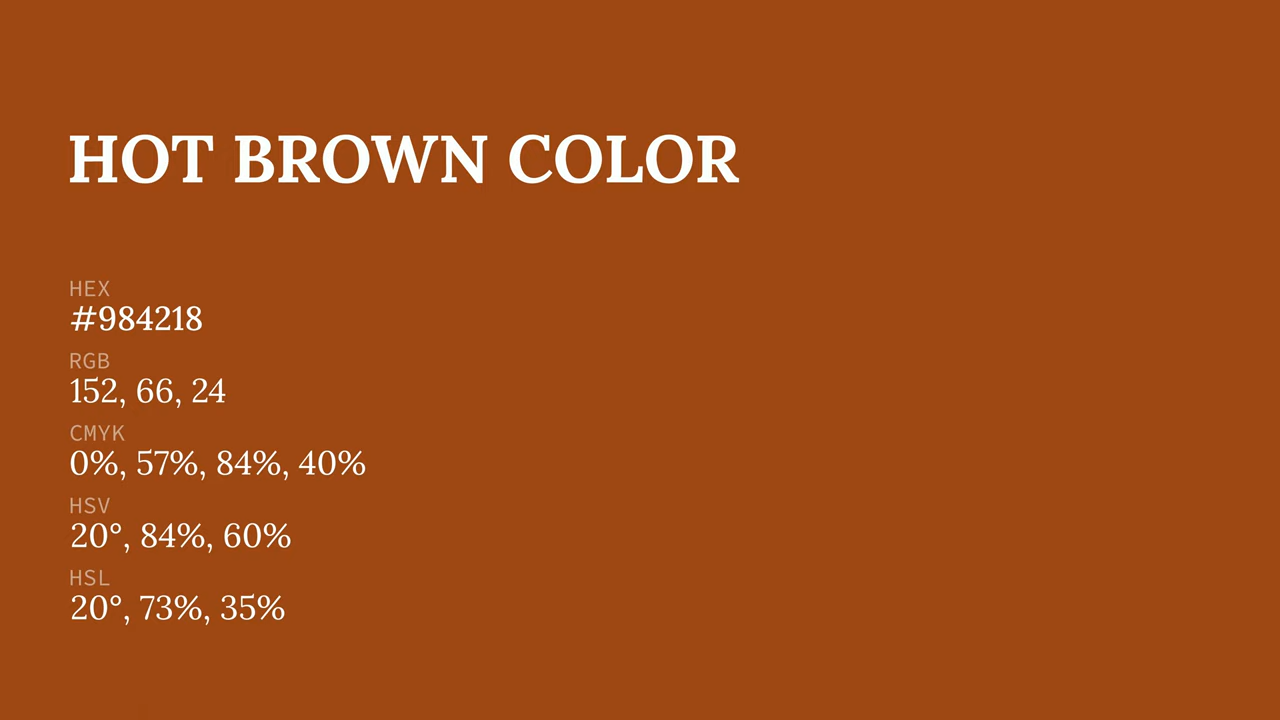 HOT BROWN COLOR
HEX
#984218
RGB
152, 66, 24
CMYK
0%, 57%, 84%, 40%
HSV
20°, 84%, 60%
HSL
20°, 73%, 35%